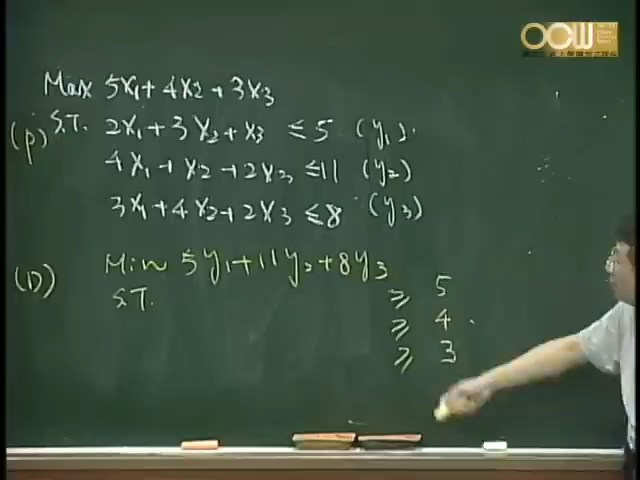 OCW
Max 5x₁+4x₂+3x₃
(P) S.T. 2x₁+3x₂+x₃ ≤5 (y₁)
4x₁+x₂+2x₃ ≤11 (y₂)
3x₁+4x₂+2x₃ ≤8 (y₃)
(D) Min 5y₁+11y₂+8y₃
S.T. ≥ 5
≥ 4
≥ 3